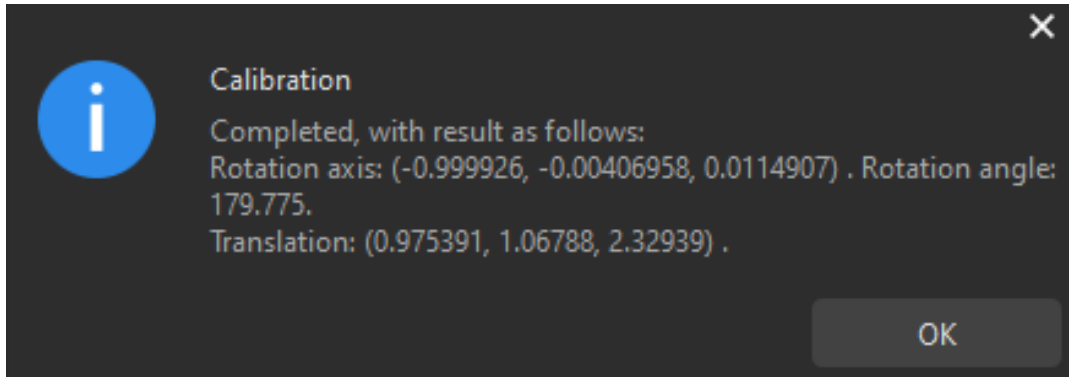 Calibration
Completed, with result as follows:
Rotation axis: (-0.999926, -0.00406958, 0.0114907) . Rotation angle:
179.775.
Translation: (0.975391, 1.06788, 2.32939) .
OK